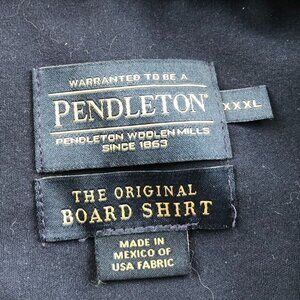 WARRANTED TO BE A
PENDLETON®
PENDLETON WOOLEN MILLS
SINCE 1863
XXXL
THE ORIGINAL
BOARD SHIRT
MADE IN
MEXICO OF
USA FABRIC